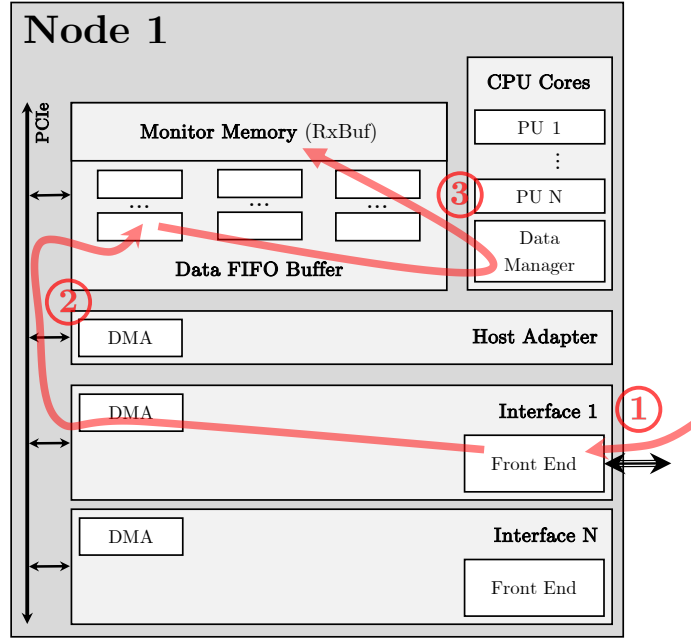 Node 1
PCIe
CPU Cores
PU 1
⋮
PU N
Data
Manager
Monitor Memory (RxBuf)
...
...
...
Data FIFO Buffer
③
②
DMA
Host Adapter
DMA
Interface 1
①
Front End
DMA
Interface N
Front End